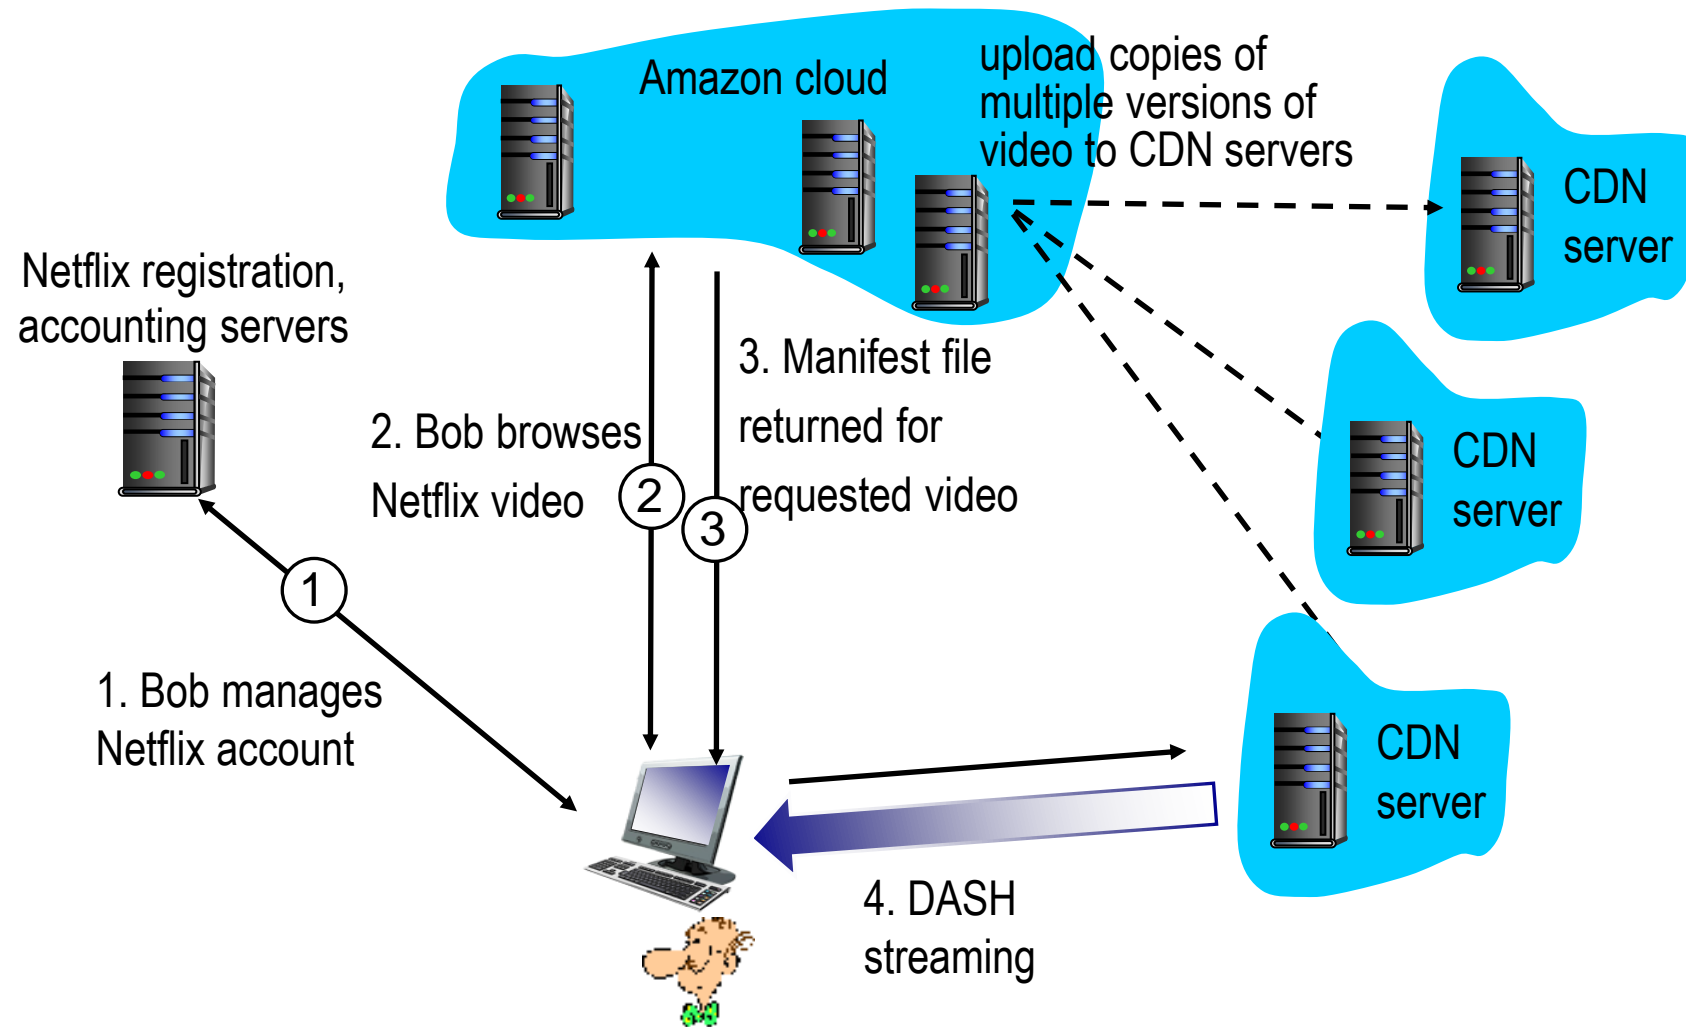 Amazon cloud
upload copies of
multiple versions of
video to CDN servers
CDN
server
Netflix registration,
accounting servers
3. Manifest file
returned for
requested video
2. Bob browses
Netflix video
2
3
CDN
server
1
1. Bob manages
Netflix account
CDN
server
4. DASH
streaming